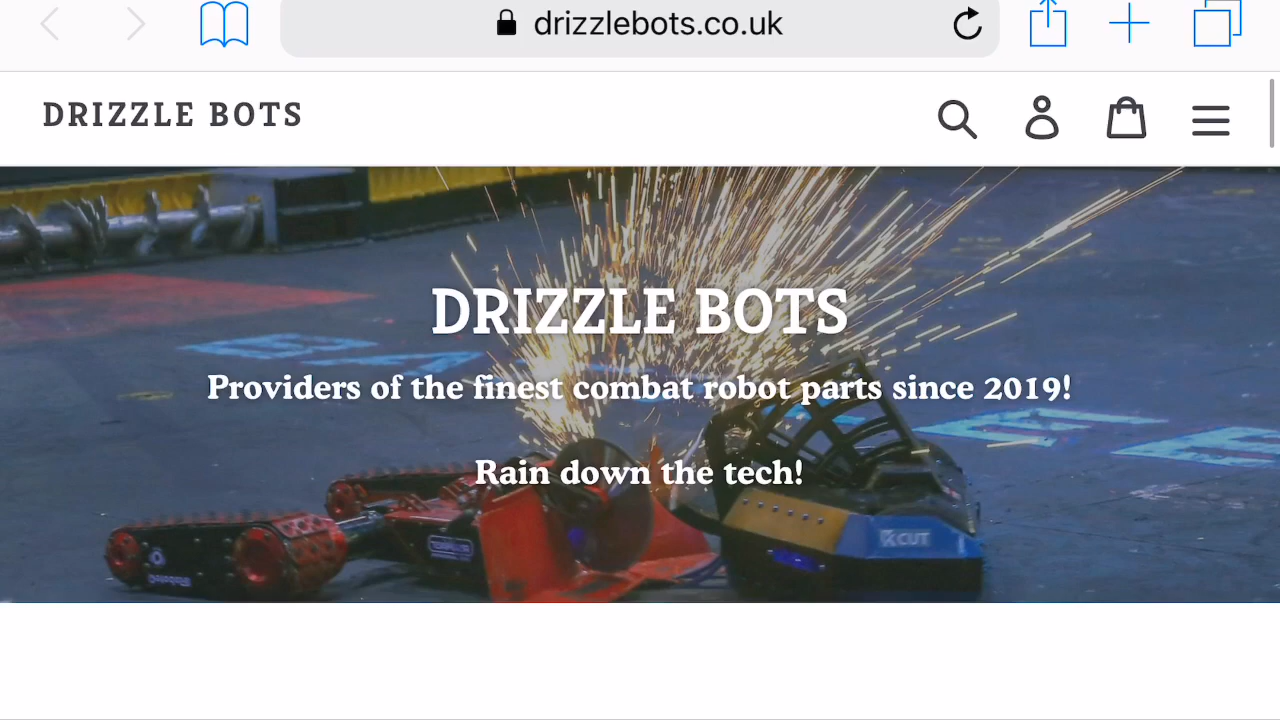 drizzlebots.co.uk
DRIZZLE BOTS
DRIZZLE BOTS
Providers of the finest combat robot parts since 2019!
Rain down the tech!
CUT